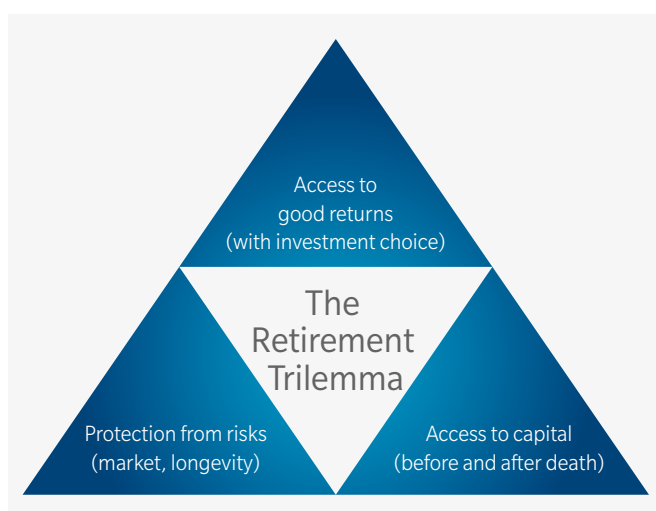 Access to
good returns
(with investment choice)
The
Retirement
Trilemma
Protection from risks
(market, longevity)
Access to capital
(before and after death)